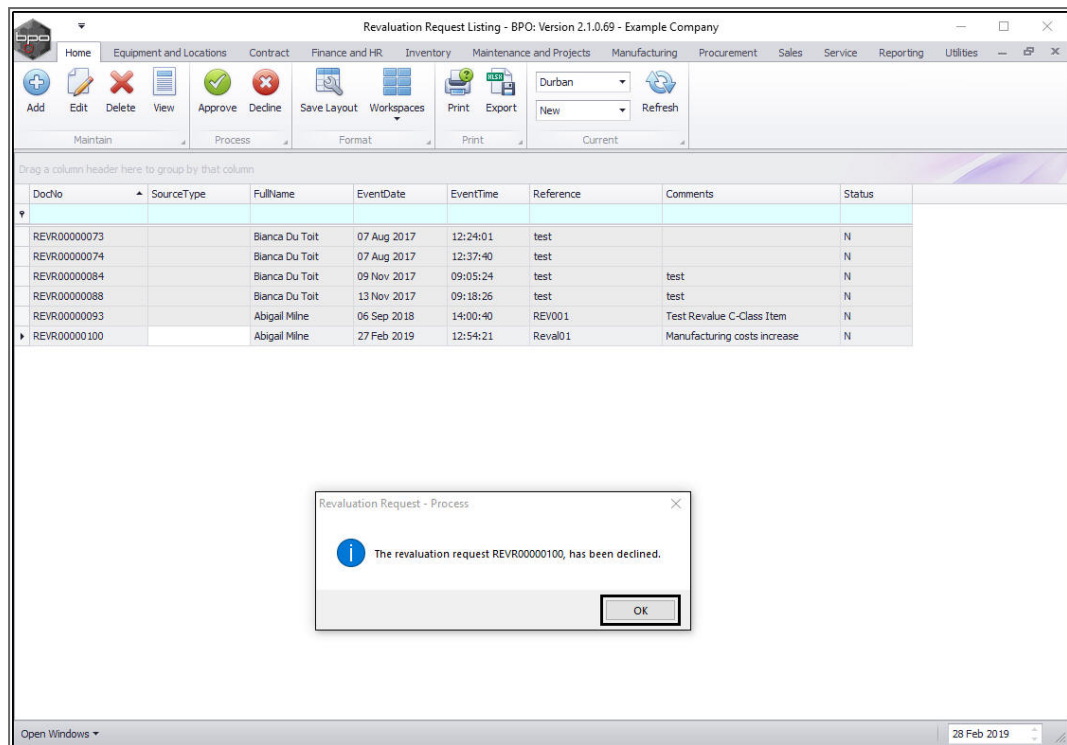 Revaluation Request Listing - BPO: Version 2.1.0.69 - Example Company
bpo
Home Equipment and Locations Contract Finance and HR Inventory Maintenance and Projects Manufacturing Procurement Sales Service Reporting Utilities
Add Edit Delete View Approve Decline Save Layout Workspaces Print XLSX Export Durban New Refresh
Maintain Process Format Print Current
Drag a column header here to group by that column
DocNo SourceType FullName EventDate EventTime Reference Comments Status
REVR00000073 Bianca Du Toit 07 Aug 2017 12:24:01 test N
REVR00000074 Bianca Du Toit 07 Aug 2017 12:37:40 test N
REVR00000084 Bianca Du Toit 09 Nov 2017 09:05:24 test test N
REVR00000088 Bianca Du Toit 13 Nov 2017 09:18:26 test test N
REVR00000093 Abigail Milne 06 Sep 2018 14:00:40 REV001 Test Revalue C-Class Item N
REVR00000100 Abigail Milne 27 Feb 2019 12:54:21 Reval01 Manufacturing costs increase N
Revaluation Request - Process
The revaluation request REVR00000100, has been declined.
OK
Open Windows 28 Feb 2019